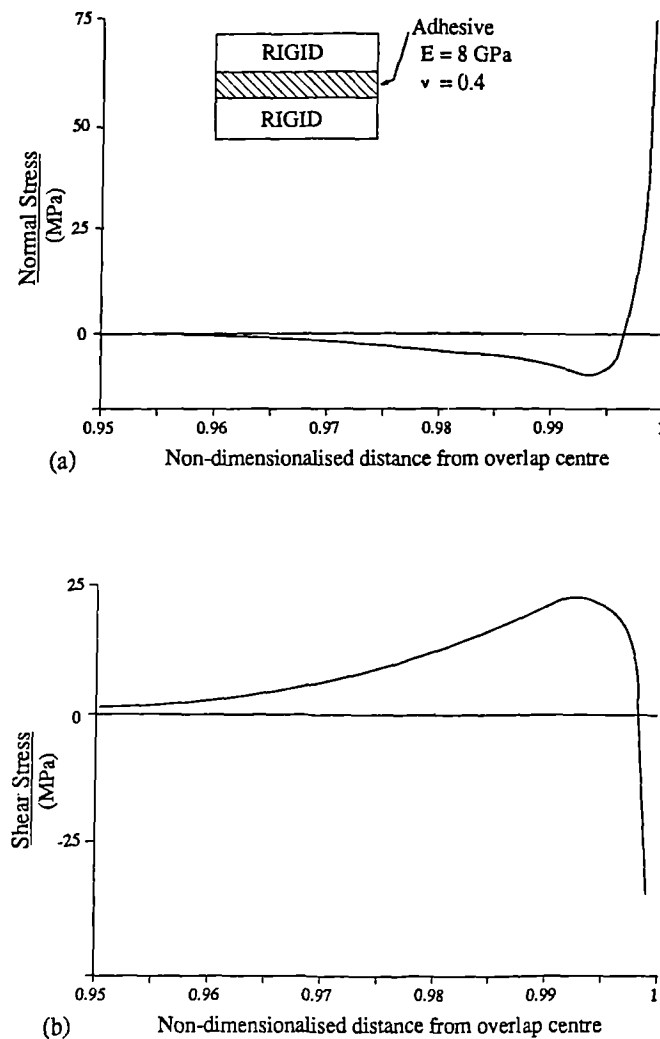 75
50
25
0
Normal Stress
(MPa)
RIGID
RIGID
Adhesive
E = 8 GPa
ν = 0.4
0.95
0.96
0.97
0.98
0.99
1
(a)
Non-dimensionalised distance from overlap centre
25
0
-25
Shear Stress
(MPa)
0.95
0.96
0.97
0.98
0.99
1
(b)
Non-dimensionalised distance from overlap centre